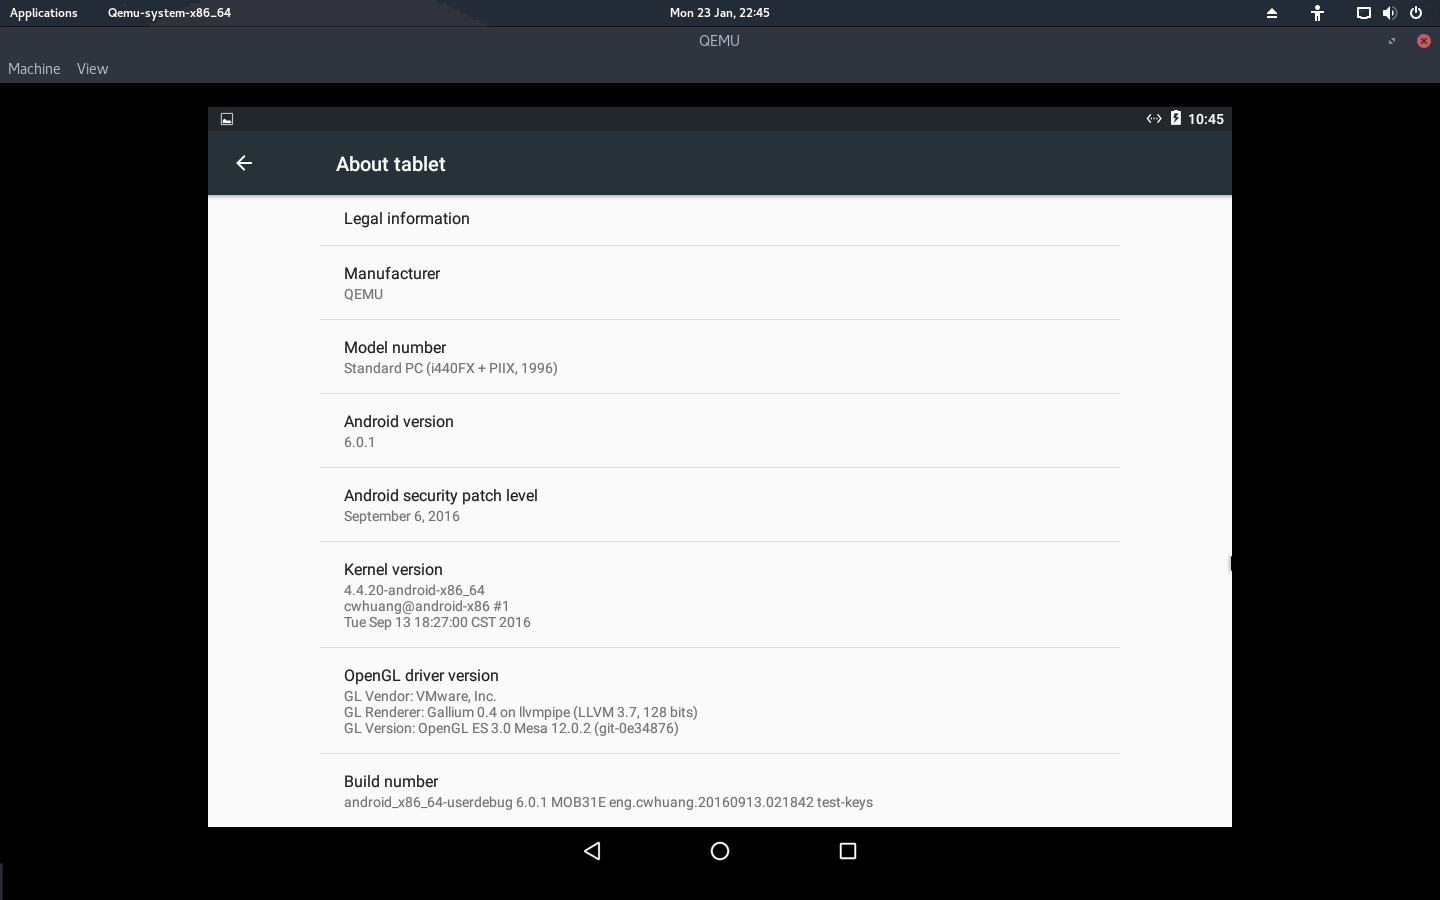 Applications Qemu-system-x86_64 Mon 23 Jan, 22:45
QEMU
Machine View
10:45
About tablet
Legal information
Manufacturer
QEMU
Model number
Standard PC (i440FX + PIIX, 1996)
Android version
6.0.1
Android security patch level
September 6, 2016
Kernel version
4.4.20-android-x86_64
cwhuang@android-x86 #1
Tue Sep 13 18:27:00 CST 2016
OpenGL driver version
GL Vendor: VMware, Inc.
GL Renderer: Gallium 0.4 on llvmpipe (LLVM 3.7, 128 bits)
GL Version: OpenGL ES 3.0 Mesa 12.0.2 (git-0e34876)
Build number
android_x86_64-userdebug 6.0.1 MOB31E eng.cwhuang.20160913.021842 test-keys